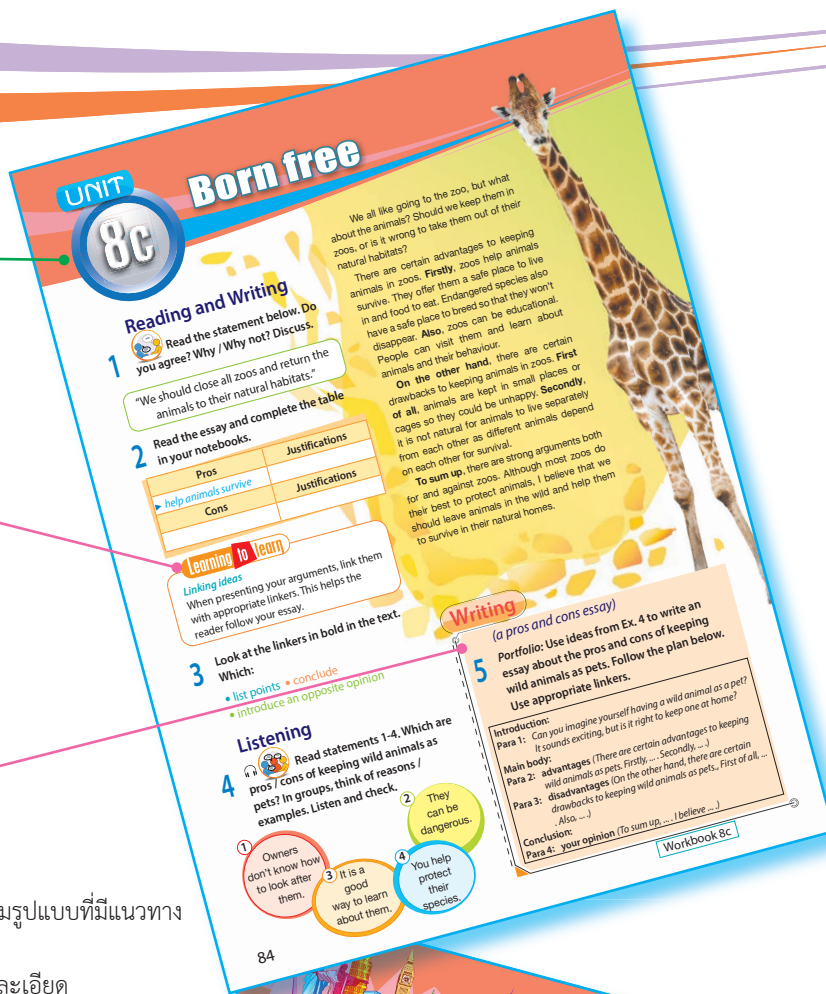 UNIT
8c
Born free
Reading and Writing
1 Read the statement below. Do
you agree? Why / Why not? Discuss.
"We should close all zoos and return the
animals to their natural habitats."
2 Read the essay and complete the table
in your notebooks.
Pros Justifications
► help animals survive
Cons Justifications
Learning to learn
Linking ideas
When presenting your arguments, link them
with appropriate linkers. This helps the
reader follow your essay.
3 Look at the linkers in bold in the text.
Which:
• list points • conclude
• introduce an opposite opinion
Listening
4 Read statements 1-4. Which are
pros / cons of keeping wild animals as
pets? In groups, think of reasons /
examples. Listen and check.
1
Owners
don't know how
to look after
them.
2
They
can be
dangerous.
3 It is a
good
way to learn
about them.
4
You help
protect
their
species.
84
We all like going to the zoo, but what
about the animals? Should we keep them in
zoos, or is it wrong to take them out of their
natural habitats?
There are certain advantages to keeping
animals in zoos. Firstly, zoos help animals
survive. They offer them a safe place to live
in and food to eat. Endangered species also
have a safe place to breed so that they won't
disappear. Also, zoos can be educational.
People can visit them and learn about
animals and their behaviour.
On the other hand, there are certain
drawbacks to keeping animals in zoos. First
of all, animals are kept in small places or
cages so they could be unhappy. Secondly,
it is not natural for animals to live separately
from each other as different animals depend
on each other for survival.
To sum up, there are strong arguments both
for and against zoos. Although most zoos do
their best to protect animals, I believe that we
should leave animals in the wild and help them
to survive in their natural homes.
Writing
(a pros and cons essay)
5 Portfolio: Use ideas from Ex. 4 to write an
essay about the pros and cons of keeping
wild animals as pets. Follow the plan below.
Use appropriate linkers.
Introduction:
Para 1: Can you imagine yourself having a wild animal as a pet?
It sounds exciting, but is it right to keep one at home?
Main body:
Para 2: advantages (There are certain advantages to keeping
wild animals as pets. Firstly, ... . Secondly, ... .)
Para 3: disadvantages (On the other hand, there are certain
drawbacks to keeping wild animals as pets., First of all, ...
. Also, ... .)
Conclusion:
Para 4: your opinion (To sum up, ... . I believe ... .)
Workbook 8c
มรูปแบบที่มีแนวทาง
ละเอียด